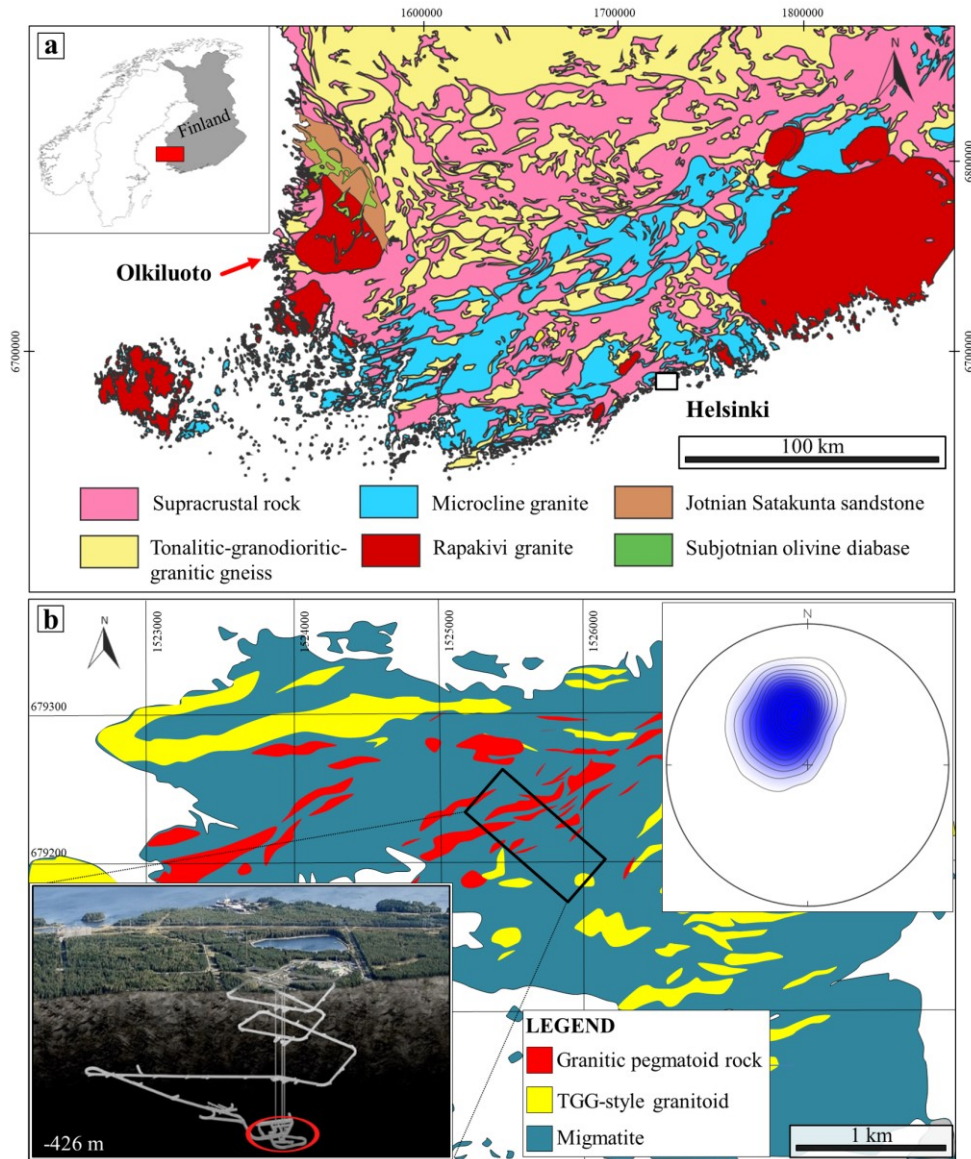 1600000
1700000
1800000
a
N
Finland
6800000
Olkiluoto
6700000
6700000
Helsinki
100 km
Supracrustal rock
Microcline granite
Jotnian Satakunta sandstone
Tonalitic-granodioritic-
granitic gneiss
Rapakivi granite
Subjotnian olivine diabase
b
N
1523000
1524000
1525000
1526000
N
679300
679200
LEGEND
Granitic pegmatoid rock
TGG-style granitoid
Migmatite
-426 m
1 km